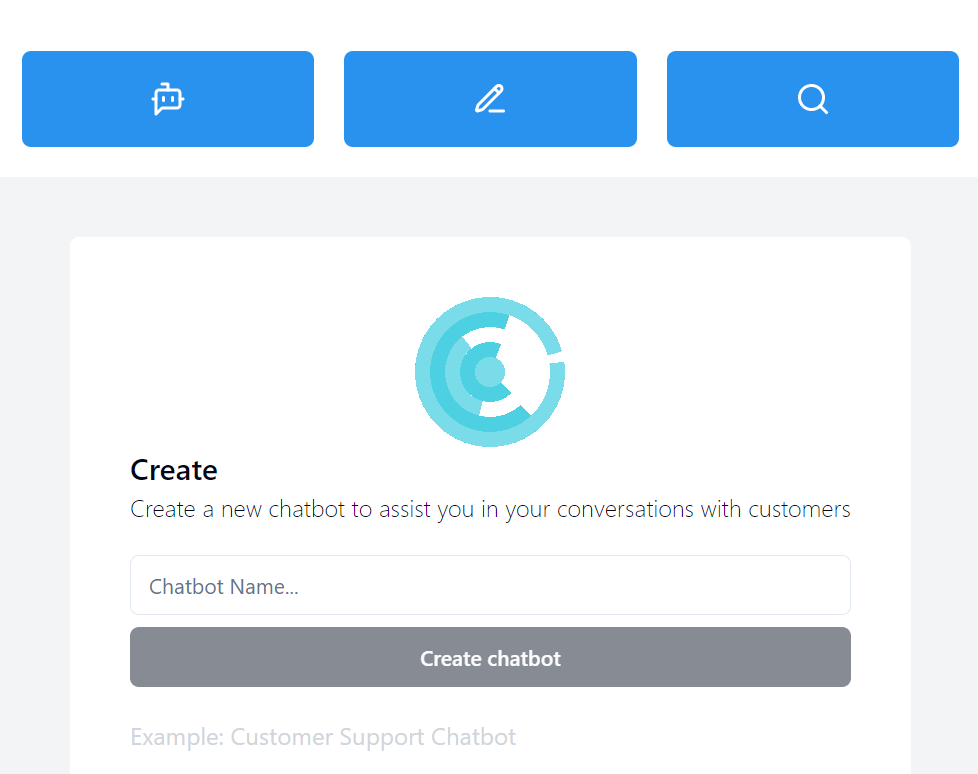 Create
Create a new chatbot to assist you in your conversations with customers
Chatbot Name...
Create chatbot
Example: Customer Support Chatbot